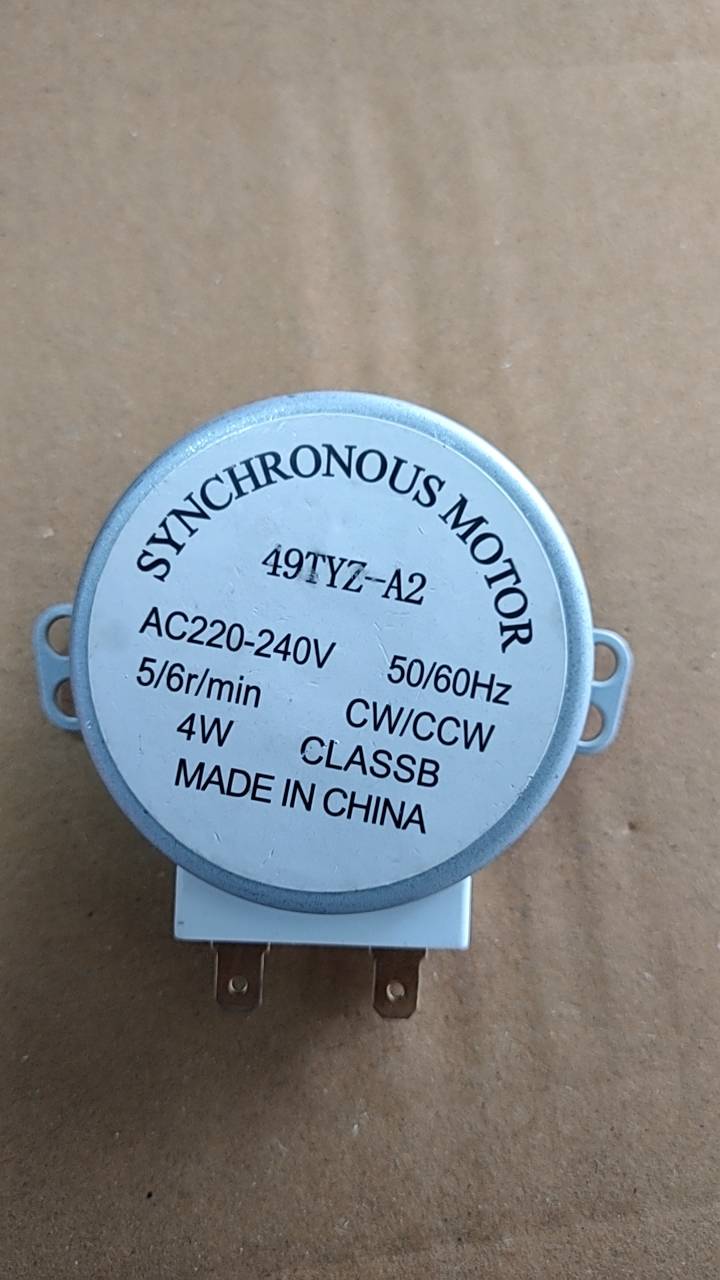 SYNCHRONOUS MOTOR
49TYZ-A2
AC220-240V 50/60Hz
5/6r/min CW/CCW
4W CLASSB
MADE IN CHINA